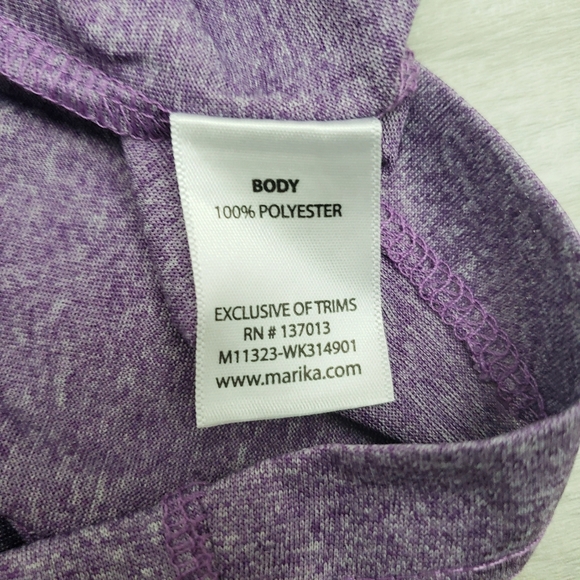 BODY
100% POLYESTER
EXCLUSIVE OF TRIMS
RN # 137013
M11323-WK314901
www.marika.com